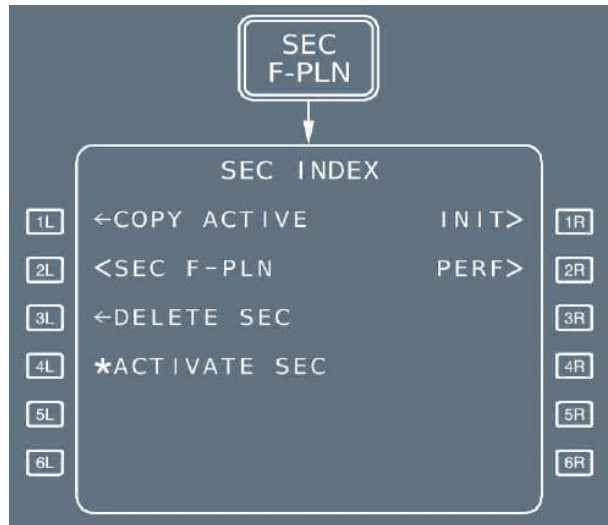 SEC
F-PLN
SEC INDEX
1L ←COPY ACTIVE INIT> 1R
2L <SEC F-PLN PERF> 2R
3L ←DELETE SEC 3R
4L *ACTIVATE SEC 4R
5L 5R
6L 6R